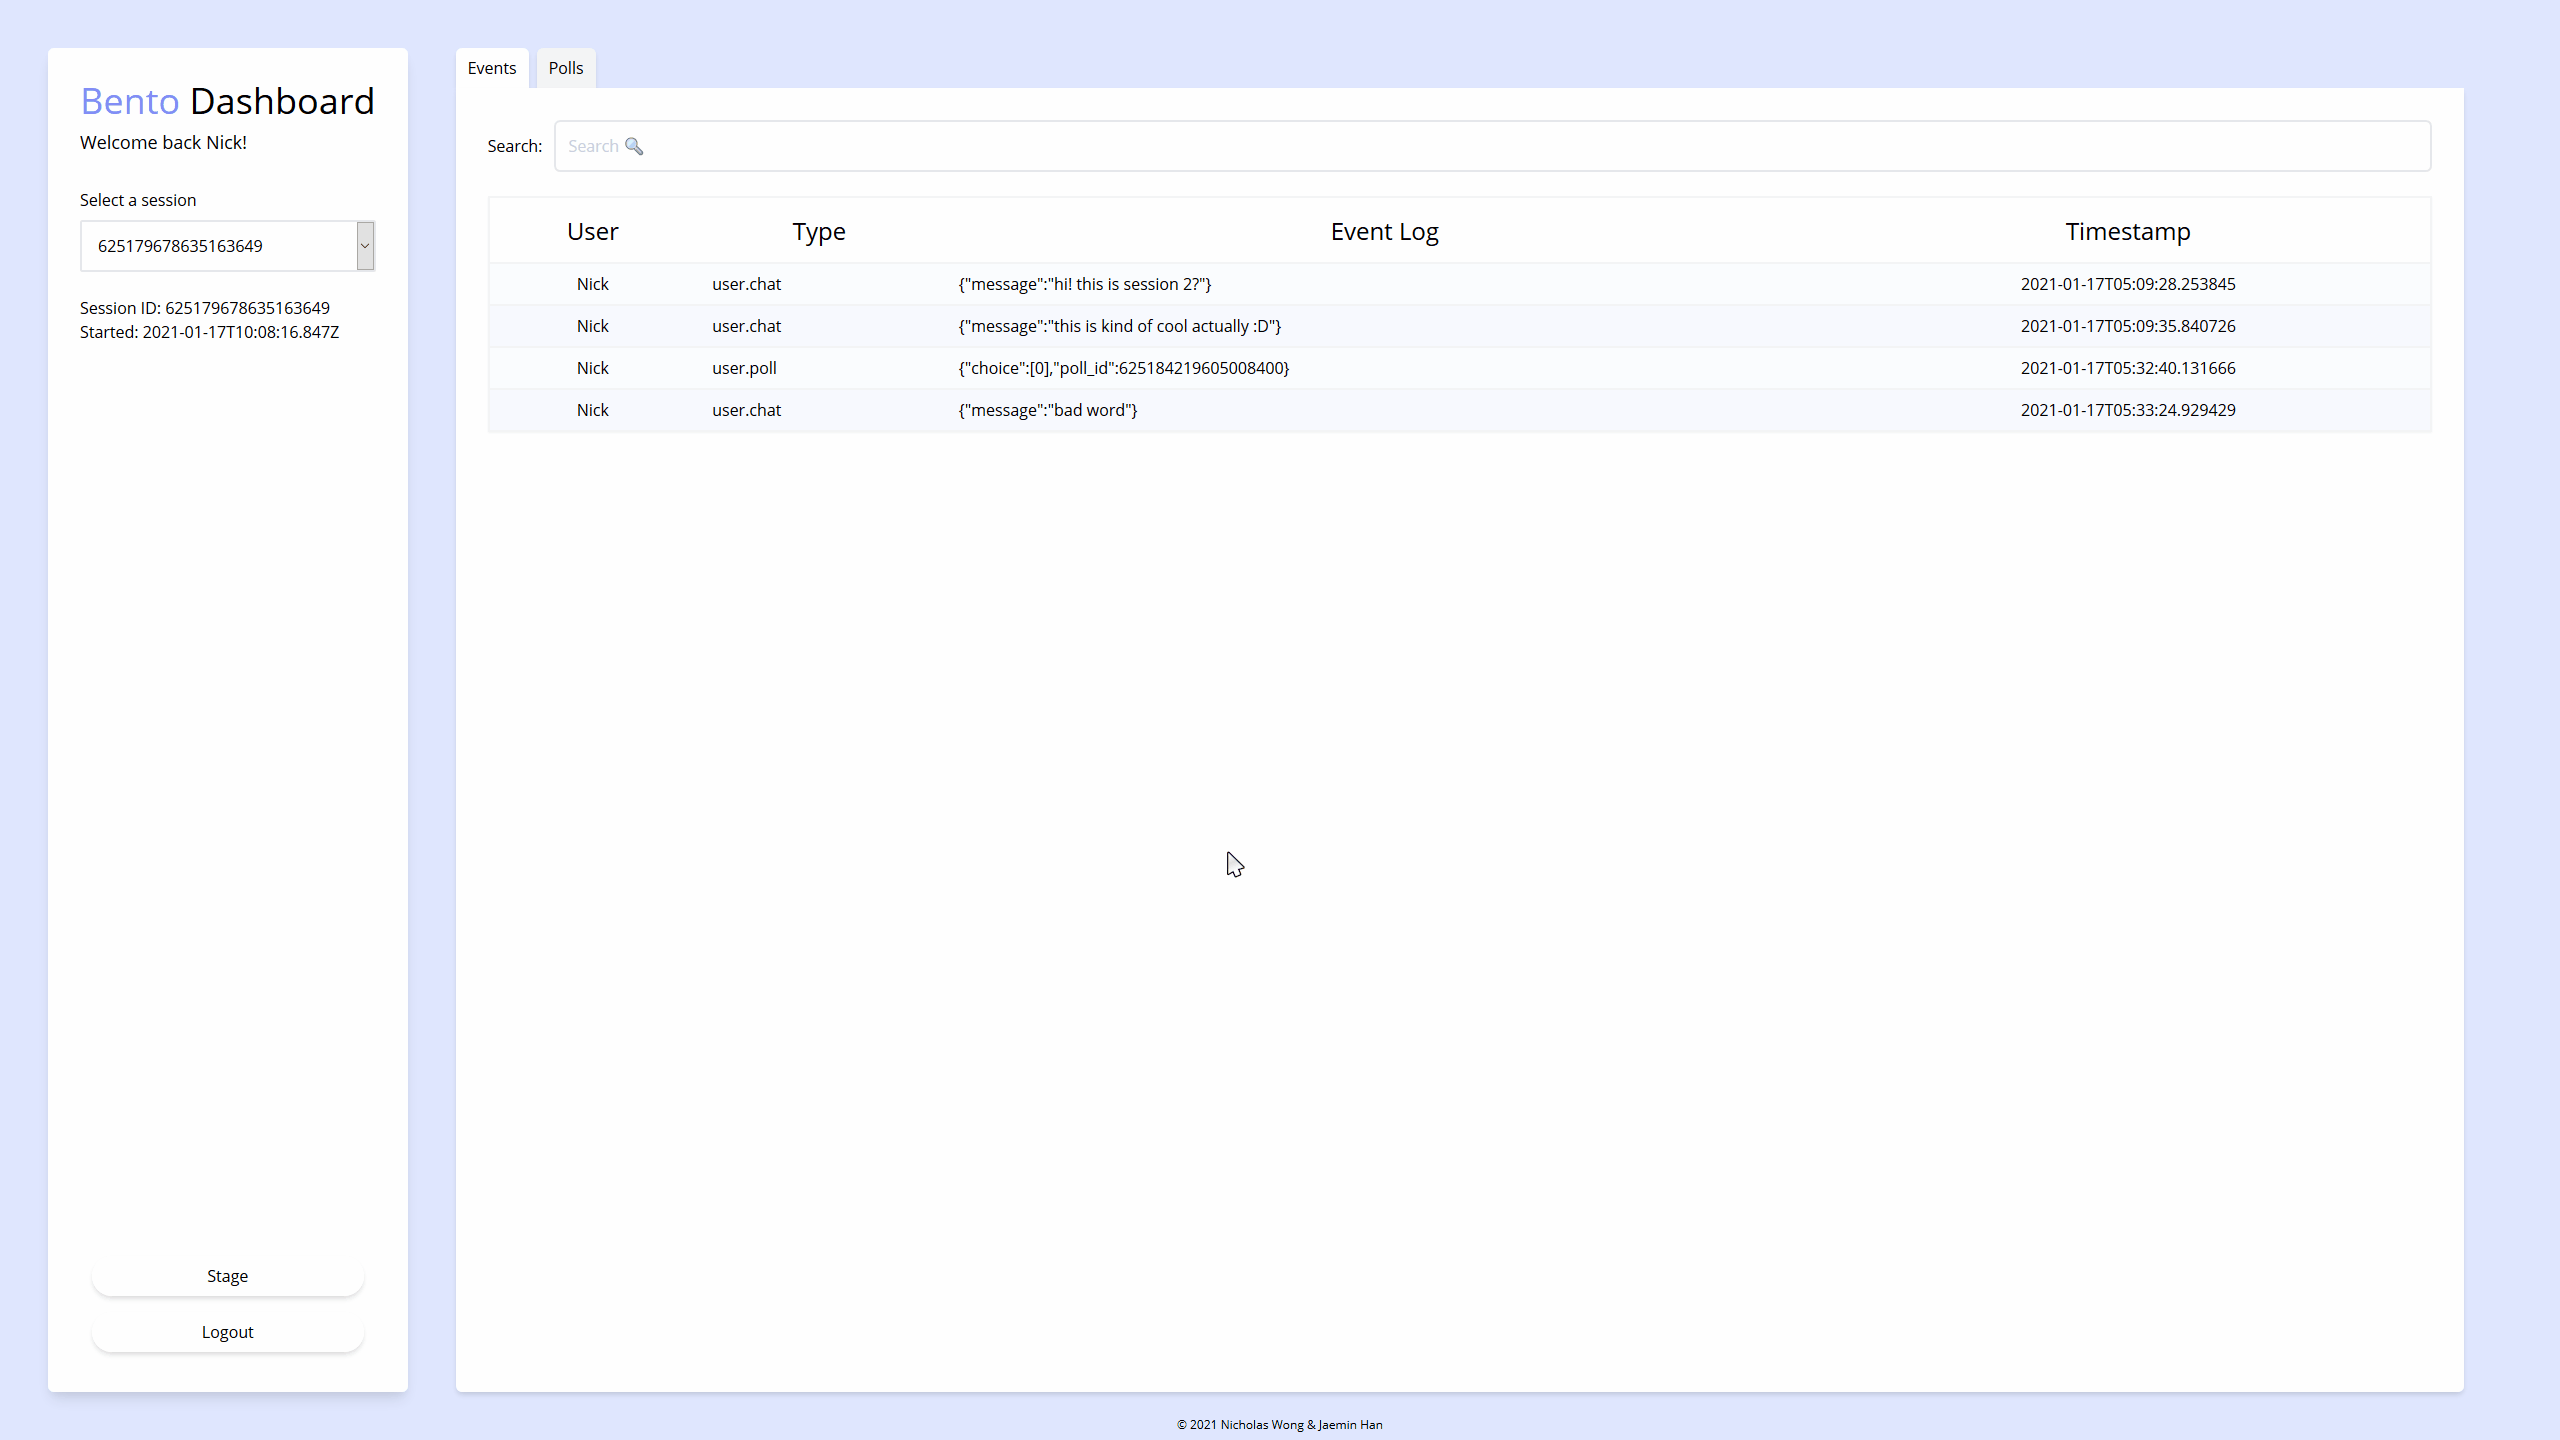 Bento Dashboard
Welcome back Nick!
Select a session
625179678635163649
Session ID: 625179678635163649
Started: 2021-01-17T10:08:16.847Z
Stage
Logout
Events Polls
Search: Search 🔍
User Type Event Log Timestamp
Nick user.chat {"message":"hi! this is session 2?"} 2021-01-17T05:09:28.253845
Nick user.chat {"message":"this is kind of cool actually :D"} 2021-01-17T05:09:35.840726
Nick user.poll {"choice":[0],"poll_id":625184219605008400} 2021-01-17T05:32:40.131666
Nick user.chat {"message":"bad word"} 2021-01-17T05:33:24.929429
© 2021 Nicholas Wong & Jaemin Han